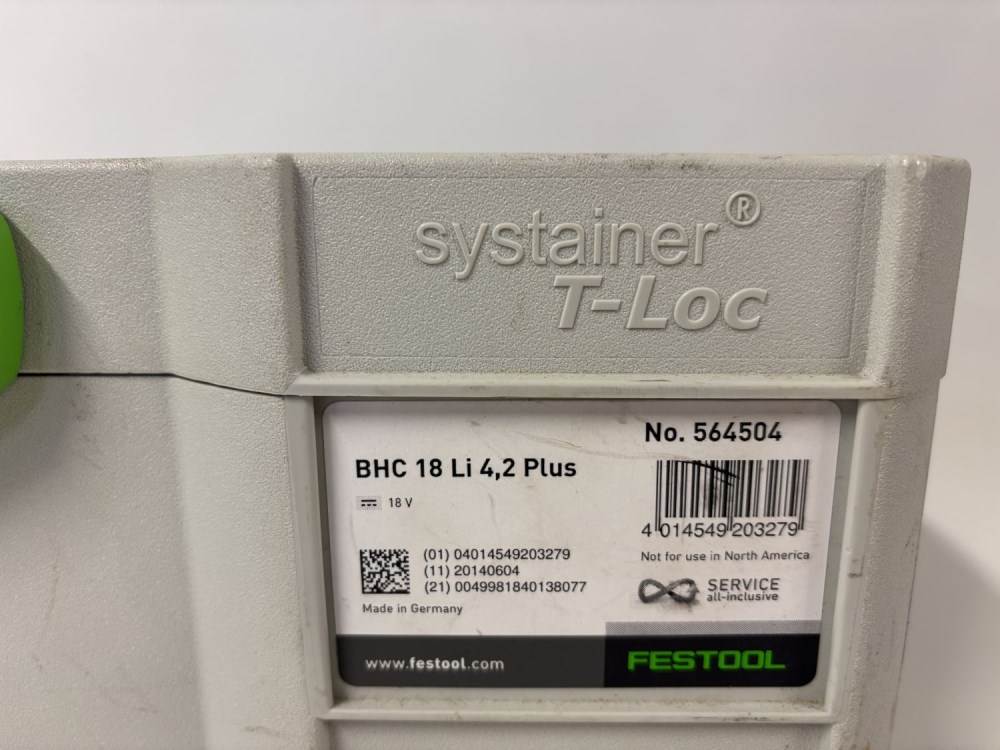 systainer®
T-Loc
No. 564504
BHC 18 Li 4,2 Plus
18 V
4 014549 203279
Not for use in North America
(01) 04014549203279
(11) 20140604
(21) 0049981840138077
SERVICE
all-inclusive
Made in Germany
www.festool.com
FESTOOL